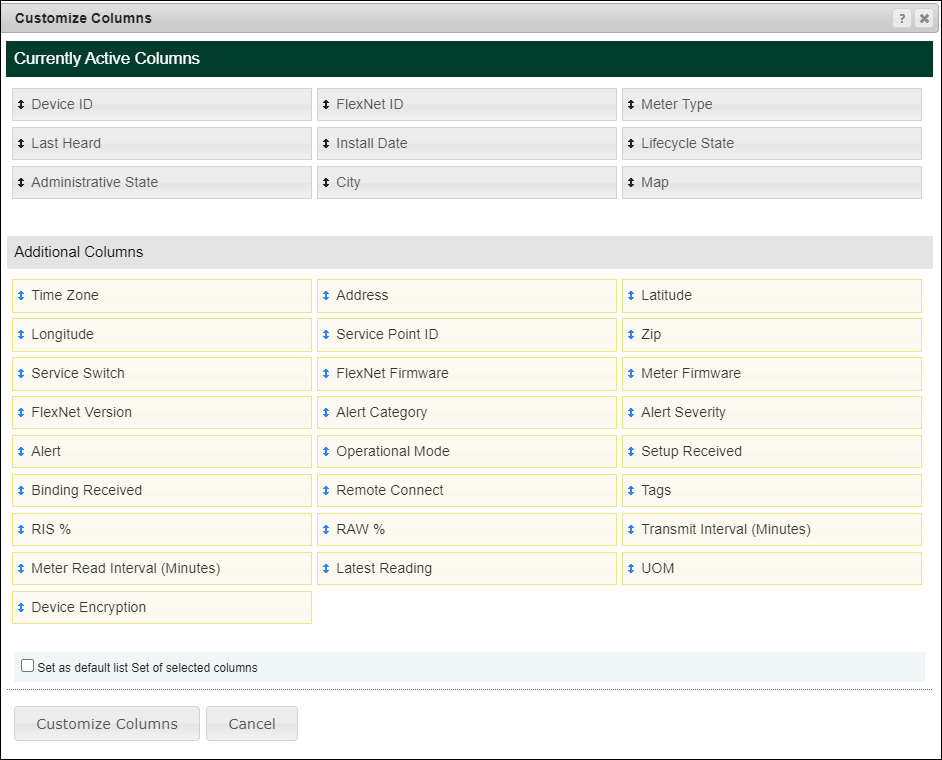 Customize Columns
?
Currently Active Columns
Device ID FlexNet ID Meter Type
Last Heard Install Date Lifecycle State
Administrative State City Map
Additional Columns
Time Zone Address Latitude
Longitude Service Point ID Zip
Service Switch FlexNet Firmware Meter Firmware
FlexNet Version Alert Category Alert Severity
Alert Operational Mode Setup Received
Binding Received Remote Connect Tags
RIS % RAW % Transmit Interval (Minutes)
Meter Read Interval (Minutes) Latest Reading UOM
Device Encryption
Set as default list Set of selected columns
Customize Columns Cancel